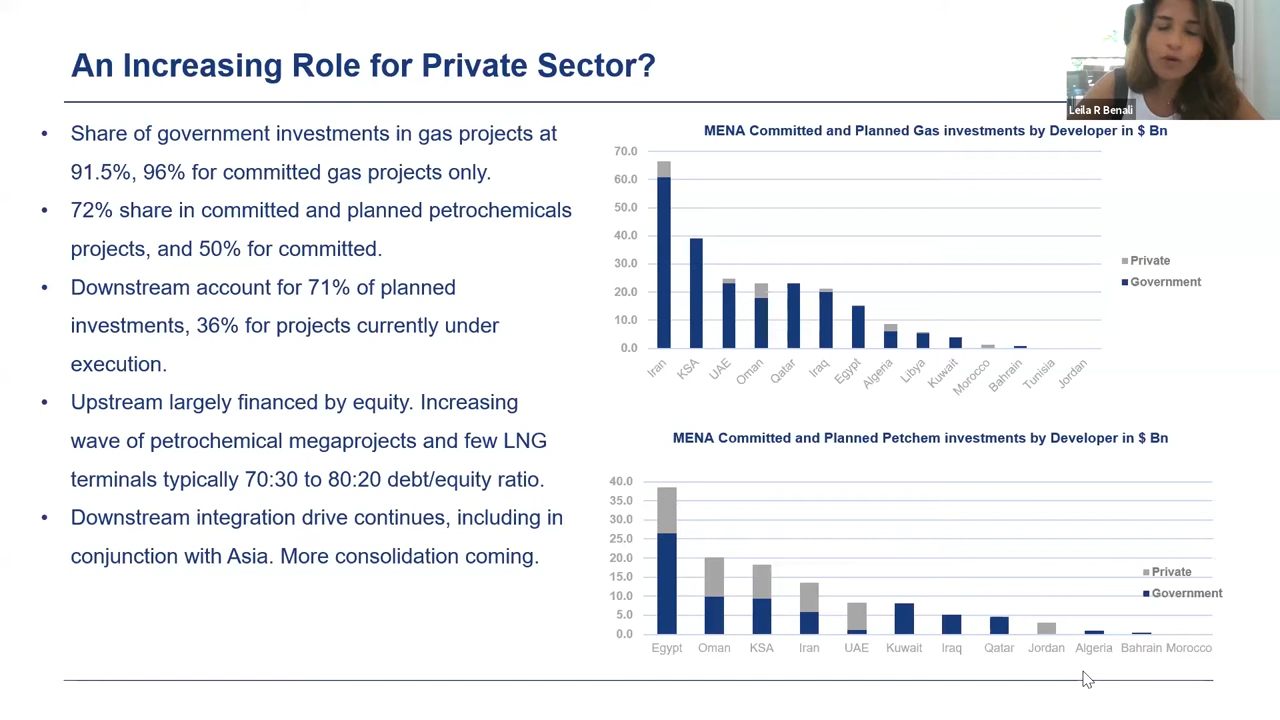 An Increasing Role for Private Sector?
Leila R Benali
• Share of government investments in gas projects at
91.5%, 96% for committed gas projects only.
• 72% share in committed and planned petrochemicals
projects, and 50% for committed.
• Downstream account for 71% of planned
investments, 36% for projects currently under
execution.
• Upstream largely financed by equity. Increasing
wave of petrochemical megaprojects and few LNG
terminals typically 70:30 to 80:20 debt/equity ratio.
• Downstream integration drive continues, including in
conjunction with Asia. More consolidation coming.
MENA Committed and Planned Gas investments by Developer in $ Bn
70.0
60.0
50.0
40.0
30.0
20.0
10.0
0.0
Iran KSA UAE Oman Qatar Iraq Egypt Algeria Libya Kuwait Morocco Bahrain Tunisia Jordan
Private
Government
MENA Committed and Planned Petchem investments by Developer in $ Bn
40.0
35.0
30.0
25.0
20.0
15.0
10.0
5.0
0.0
Egypt Oman KSA Iran UAE Kuwait Iraq Qatar Jordan Algeria Bahrain Morocco
Private
Government